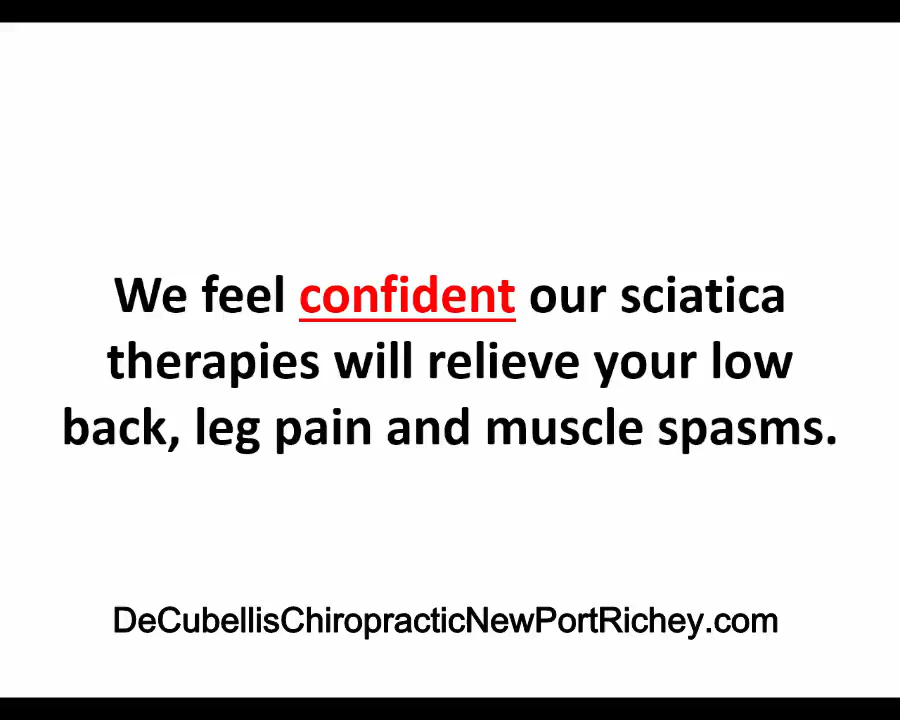 We feel confident our sciatica
therapies will relieve your low
back, leg pain and muscle spasms.
DeCubellisChiropracticNewPortRichey.com